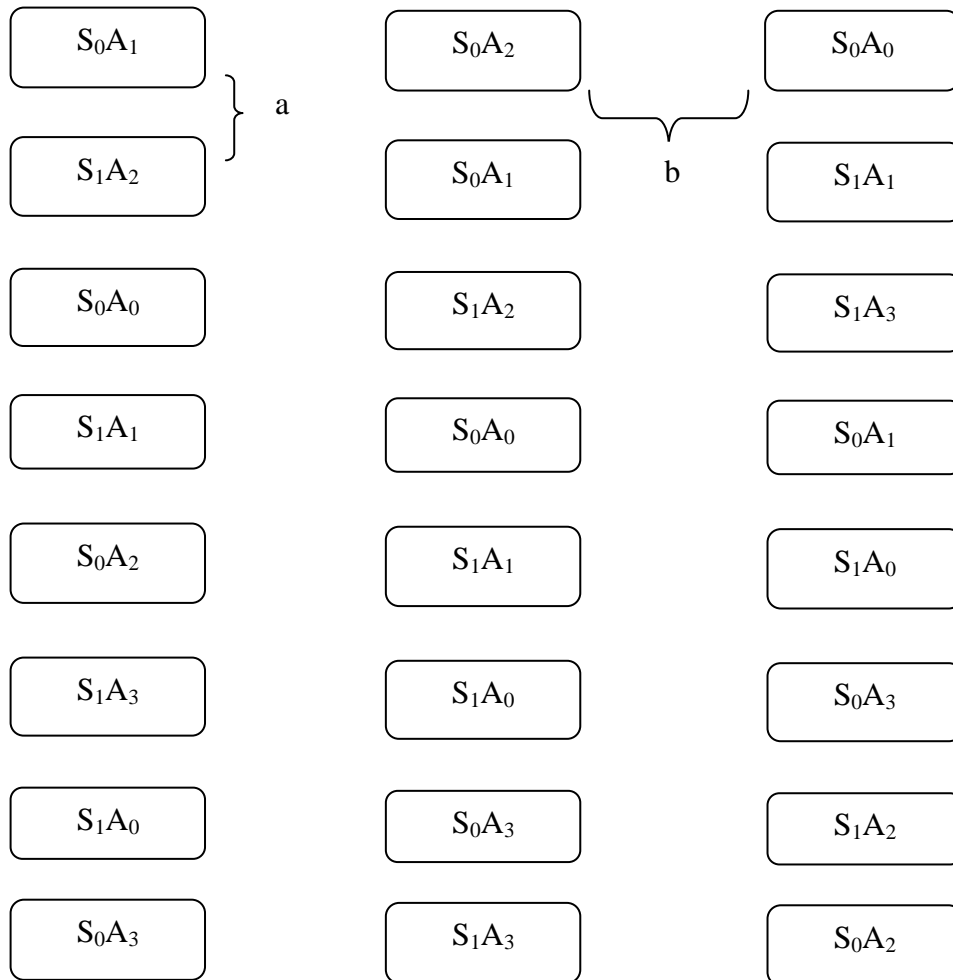 S₀A₁ S₀A₂ S₀A₀
a
S₁A₂ S₀A₁ b S₁A₁
S₀A₀ S₁A₂ S₁A₃
S₁A₁ S₀A₀ S₀A₁
S₀A₂ S₁A₁ S₁A₀
S₁A₃ S₁A₀ S₀A₃
S₁A₀ S₀A₃ S₁A₂
S₀A₃ S₁A₃ S₀A₂